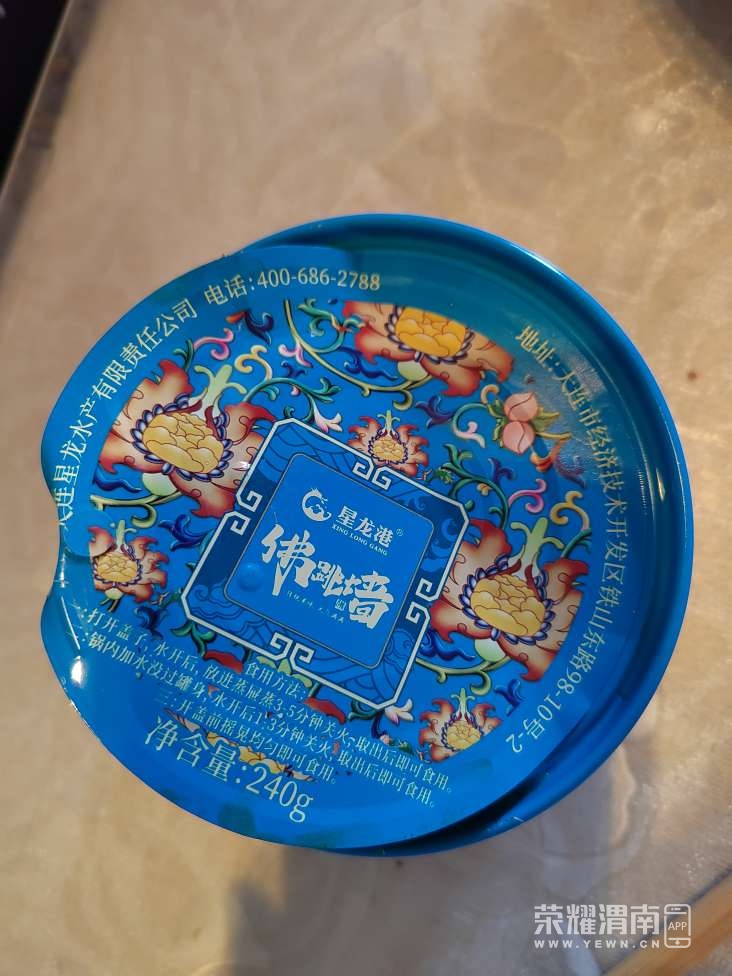 大连星龙水产有限责任公司 电话:400-686-2788
地址:大连市经济技术开发区铁山东路98-10号-2
星龙港®
XING LONG GANG
佛跳墙
食用方法:
一:打开盖子,水开后,放进蒸屉蒸3-5分钟关火,取出后即可食用。
二:锅内加水没过罐身,水开后1-3分钟关火,取出后即可食用。
三:开盖前摇晃均匀即可食用。
净含量:240g
荣耀渭南 APP
WWW.YEWN.CN